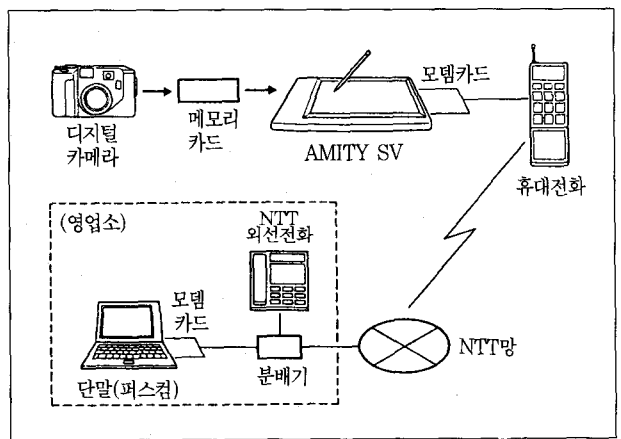 디지털
카메라
메모리
카드
AMITY SV
모뎀카드
휴대전화
(영업소)
NTT
외선전화
모뎀
카드
단말(퍼스컴)
분배기
NTT망